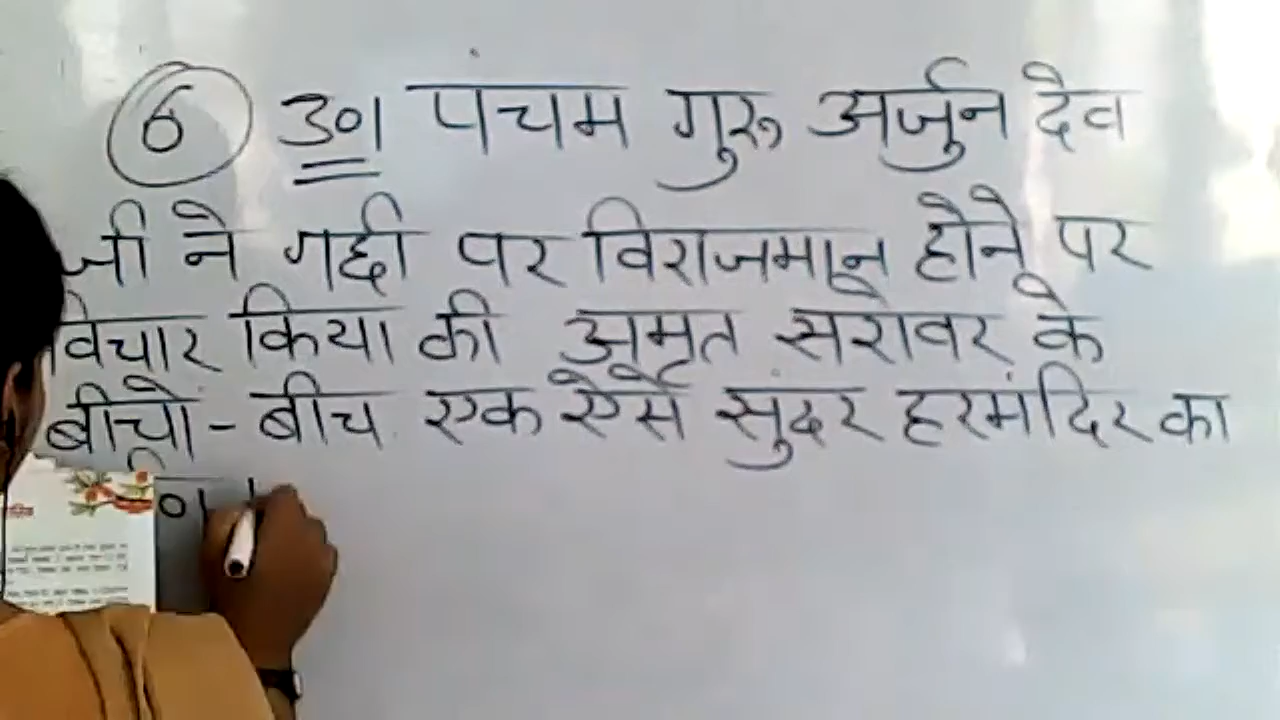 6 उ० पंचम गुरू अर्जुन देव
जी ने गद्दी पर विराजमान होने पर
विचार किया की अमृत सरोवर के
बीचो - बीच एक ऐसे सुंदर हरमंदिर का